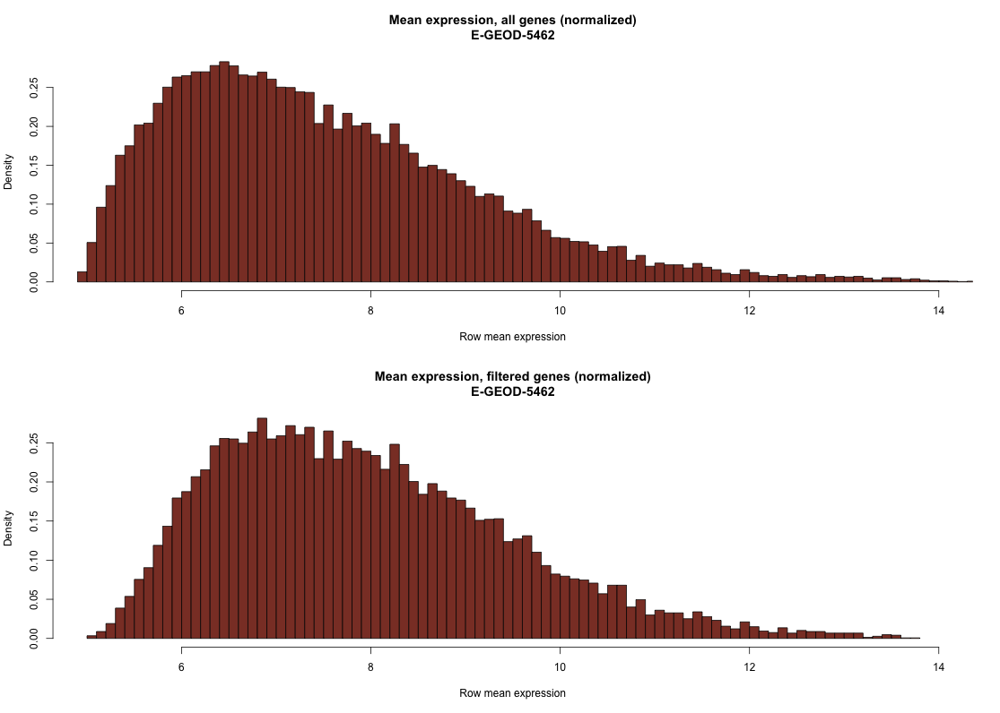 Mean expression, all genes (normalized)
E-GEOD-5462
Density
0.25
0.20
0.15
0.10
0.05
0.00
6 8 10 12 14
Row mean expression
Mean expression, filtered genes (normalized)
E-GEOD-5462
Density
0.25
0.20
0.15
0.10
0.05
0.00
6 8 10 12 14
Row mean expression